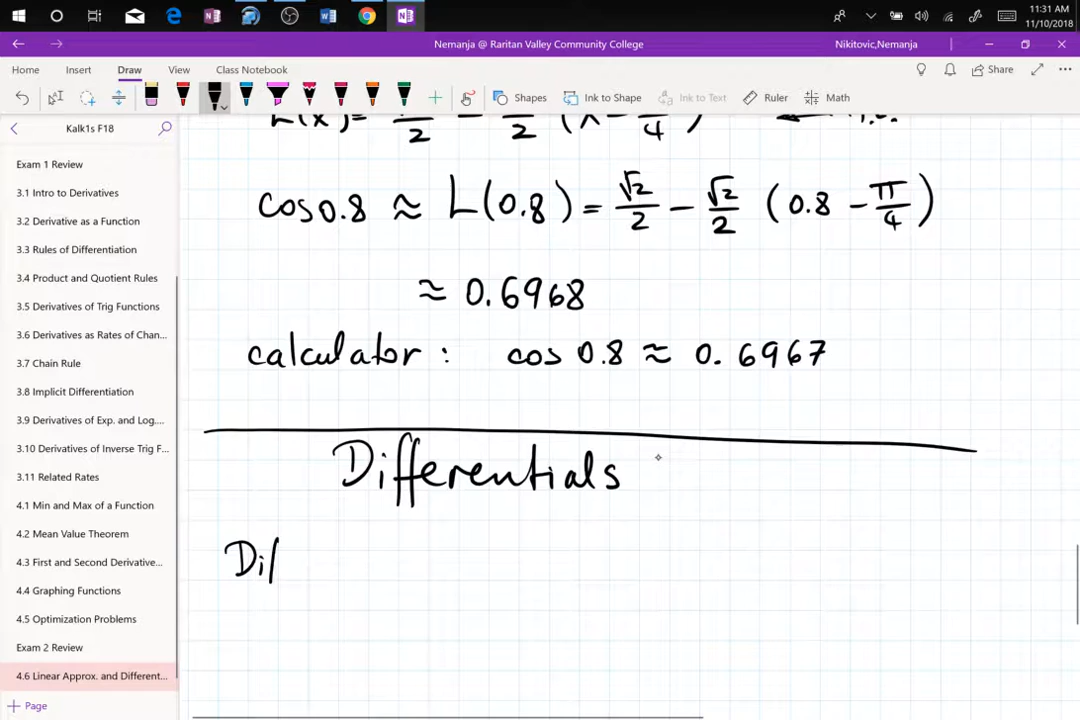 11:31 AM
11/10/2018
Nemanja @ Raritan Valley Community College
Nikitovic,Nemanja
Home Insert Draw View Class Notebook Share
Shapes Ink to Shape Ink to Text Ruler Math
Kalk1s F18
Exam 1 Review
3.1 Intro to Derivatives
3.2 Derivative as a Function
3.3 Rules of Differentiation
3.4 Product and Quotient Rules
3.5 Derivatives of Trig Functions
3.6 Derivatives as Rates of Chan...
3.7 Chain Rule
3.8 Implicit Differentiation
3.9 Derivatives of Exp. and Log....
3.10 Derivatives of Inverse Trig F...
3.11 Related Rates
4.1 Min and Max of a Function
4.2 Mean Value Theorem
4.3 First and Second Derivative...
4.4 Graphing Functions
4.5 Optimization Problems
Exam 2 Review
4.6 Linear Approx. and Different...
+ Page
cos 0.8 ≈ L(0.8) = √2/2 - √2/2 (0.8 - π/4)
≈ 0.6968
calculator: cos 0.8 ≈ 0.6967
Differentials
Dif